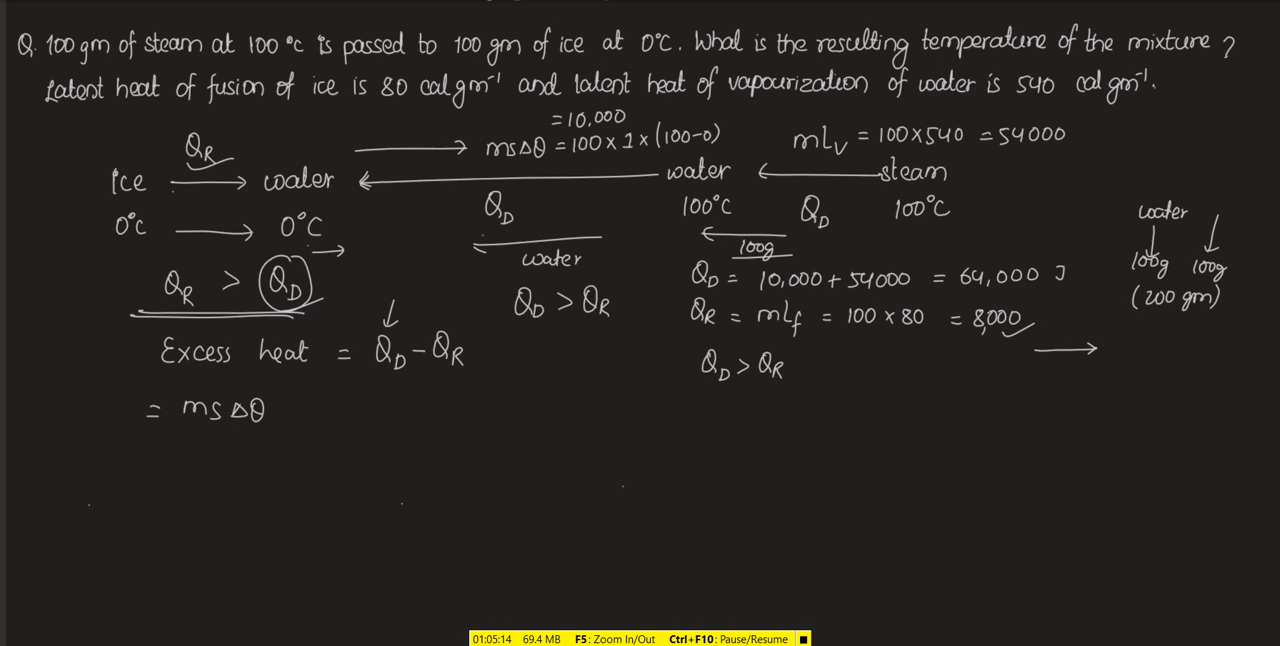 Q. 100 gm of steam at 100 °c is passed to 100 gm of ice at 0°C. What is the resulting temperature of the mixture ?
Latent heat of fusion of ice is 80 cal gm⁻¹ and latent heat of vapourization of water is 540 cal gm⁻¹.
= 10,000
Q_R → ms∆θ = 100 × 1 × (100-0) mL_V = 100 × 540 = 54000
ice → water ← water ← steam
0°c → 0°C Q_D 100°C Q_D 100°C
water
↓ ↓
100g 100g
(200 gm)
→
Q_R > Q_D
← water
Q_D > Q_R
← 100g
Q_D = 10,000 + 54000 = 64,000 J
Q_R = mL_f = 100 × 80 = 8,000 →
Q_D > Q_R
↓
Excess heat = Q_D - Q_R
= ms∆θ
01:05:14 69.4 MB F5: Zoom In/Out Ctrl+F10: Pause/Resume